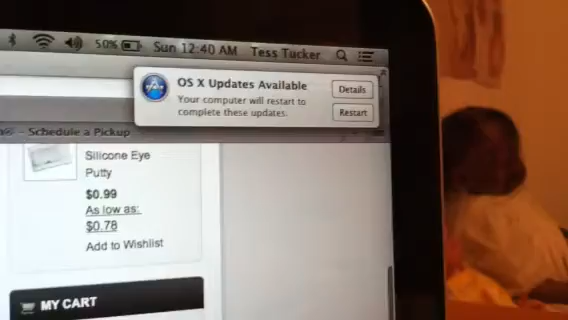 50%
Sun 12:40 AM
Tess Tucker
OS X Updates Available
Your computer will restart to
complete these updates.
Details
Restart
- Schedule a Pickup
Silicone Eye
Putty
$0.99
As low as:
$0.78
Add to Wishlist
MY CART